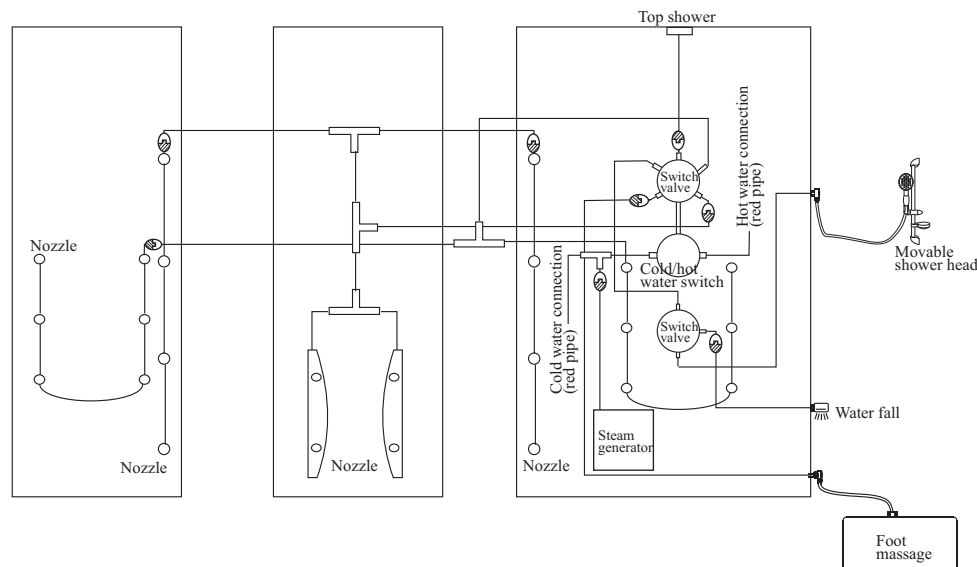 Top shower
Switch
valve
Hot water connection
(red pipe)
Nozzle
Movable
shower head
Cold/hot
water switch
Cold water connection
(red pipe)
Switch
valve
Water fall
Steam
generator
Nozzle
Nozzle
Nozzle
Foot
massage